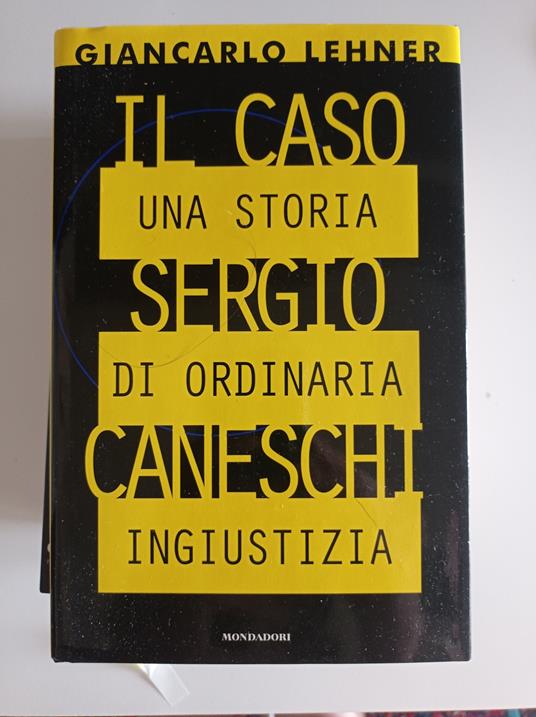 GIANCARLO LEHNER
IL CASO
UNA STORIA
SERGIO
DI ORDINARIA
CANESCHI
INGIUSTIZIA
MONDADORI